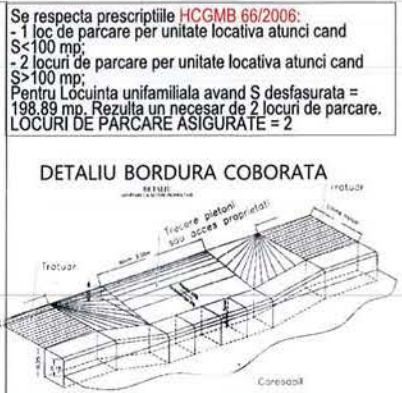 Se respecta prescriptiile HCGMB 66/2006:
- 1 loc de parcare per unitate locativa atunci cand
S<100 mp;
- 2 locuri de parcare per unitate locativa atunci cand
S>100 mp;
Pentru Locuinta unifamiliala avand S desfasurata =
198.89 mp. Rezulta un necesar de 2 locuri de parcare.
LOCURI DE PARCARE ASIGURATE = 2
DETALIU BORDURA COBORATA
DETALIU
Trotuar
Trecere pietoni
sau acces proprietati
Trotuar
Carosabil